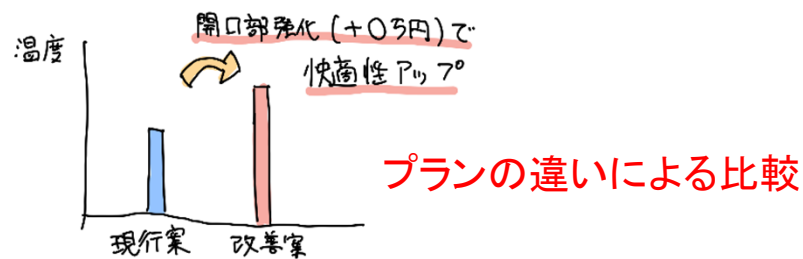 開口部強化(+○万円)で
快適性アップ
温度
プランの違いによる比較
現行案 改善案